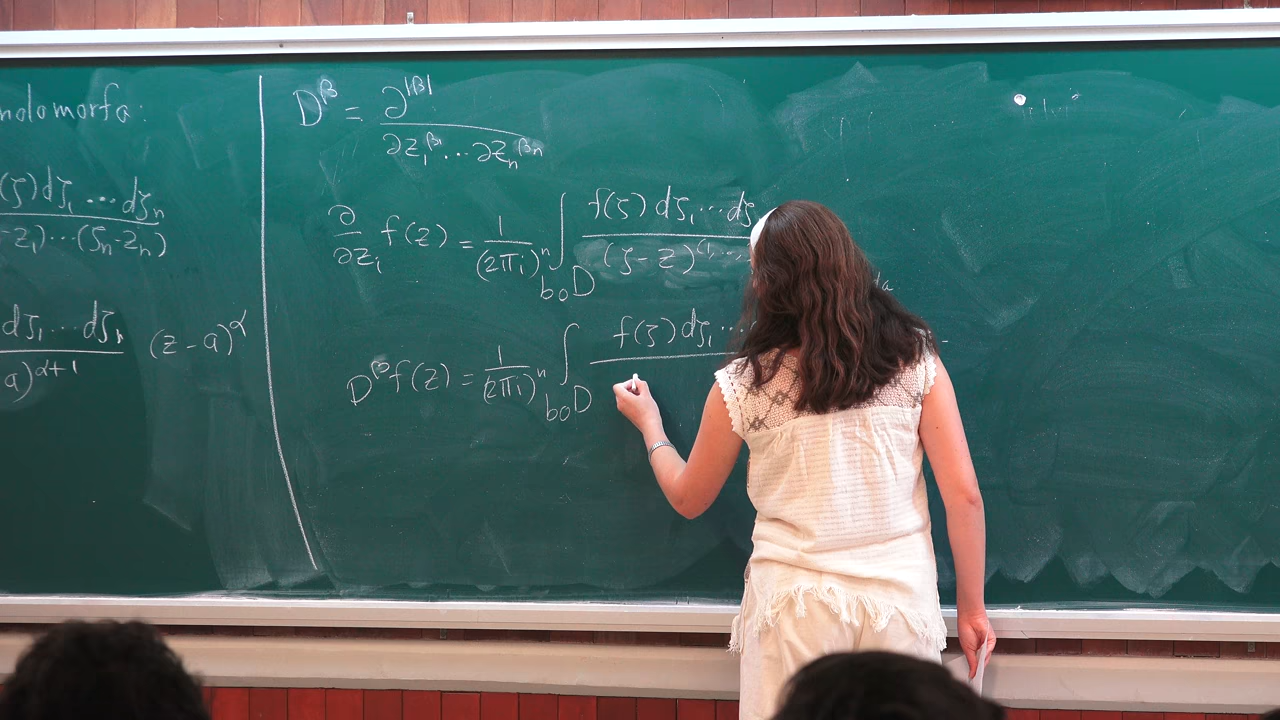 holomorfa:
(ζ) dζ₁ ... dζₙ
-z₁) ... (ζₙ-zₙ)
dζ₁ ... dζₙ (z-a)^α
a)^(α+1)
D^β = ∂^|β| / ∂z₁^β₁ ... ∂zₙ^βₙ
∂/∂z₁ f(z) = 1/(2πi)ⁿ ∫_{b₀D} f(ζ) dζ₁ ... dζ / (ζ-z)^(1, ...
D^β f(z) = 1/(2πi)ⁿ ∫_{b₀D} f(ζ) dζ₁ ...